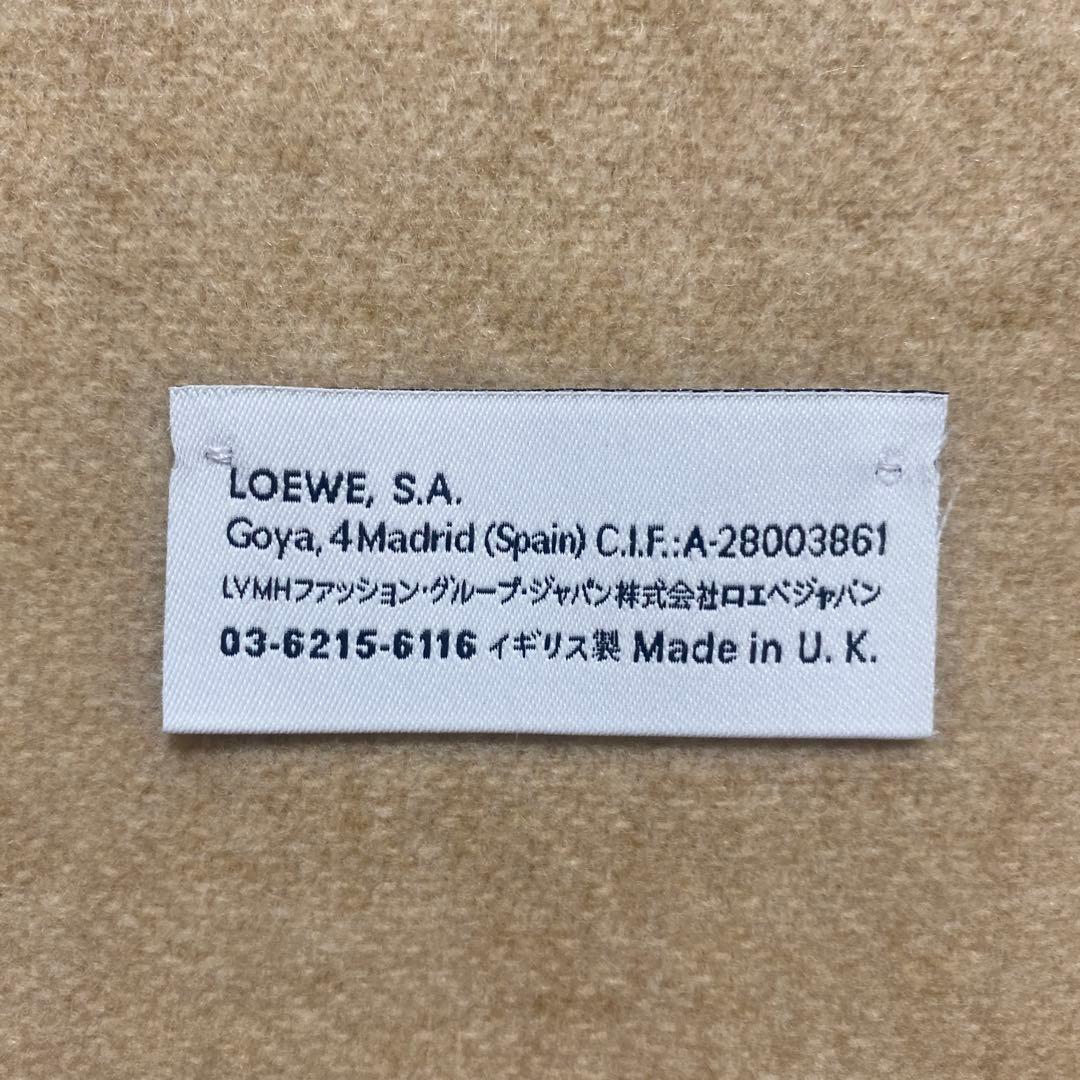 LOEWE, S.A.
Goya, 4 Madrid (Spain) C.I.F.: A-28003861
LVMHファッション・グループ・ジャパン株式会社ロエベジャパン
03-6215-6116 イギリス製 Made in U. K.